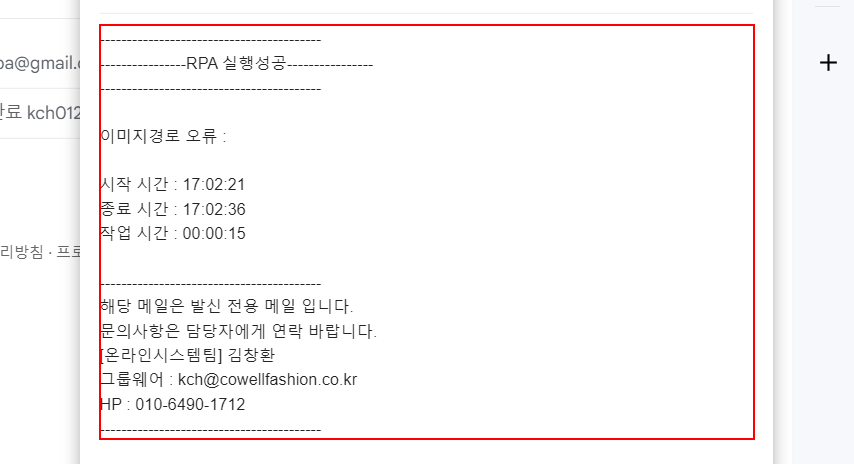 ----------------------------------------
----------------RPA 실행성공----------------
----------------------------------------
이미지경로 오류 :
시작 시간 : 17:02:21
종료 시간 : 17:02:36
작업 시간 : 00:00:15
----------------------------------------
해당 메일은 발신 전용 메일 입니다.
문의사항은 담당자에게 연락 바랍니다.
[온라인시스템팀] 김창환
그룹웨어 : kch@cowellfashion.co.kr
HP : 010-6490-1712
----------------------------------------
pa@gmail.c
완료 kch012
리방침 · 프로
+